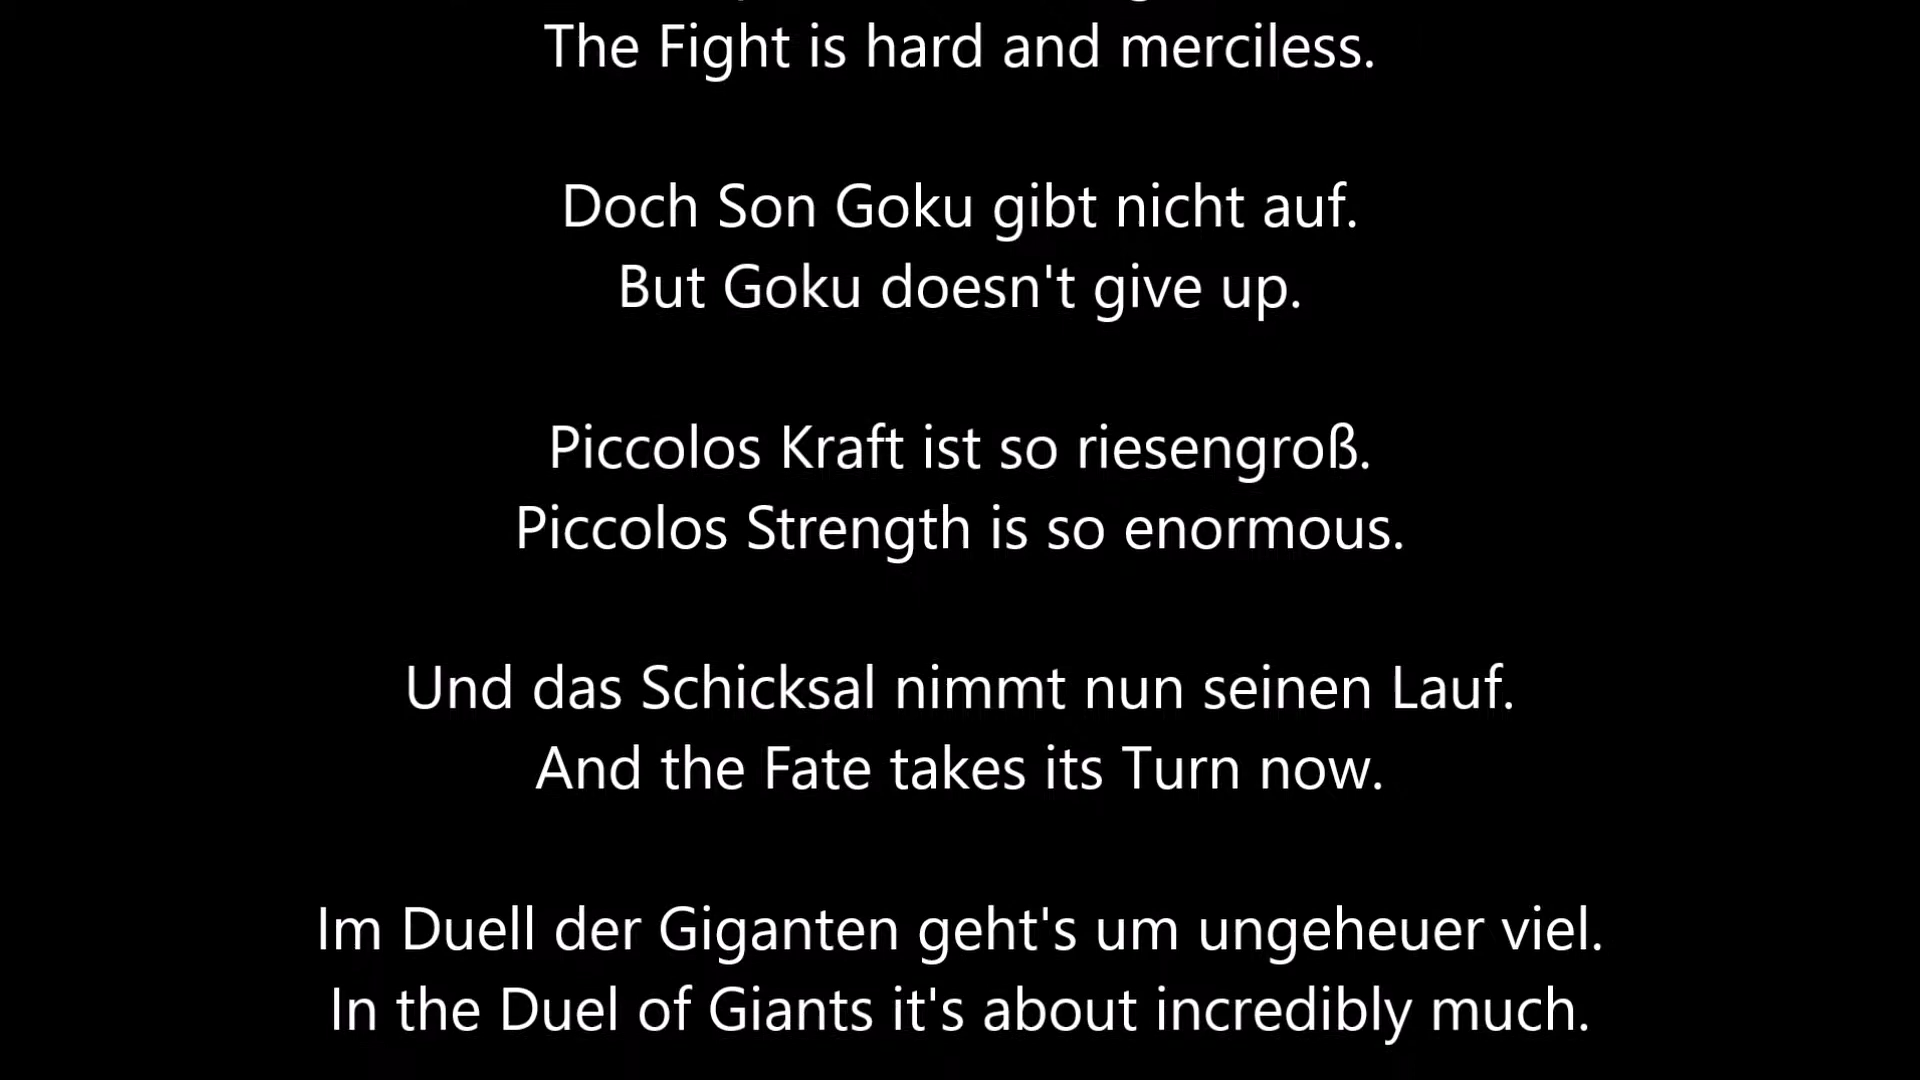 The Fight is hard and merciless.
Doch Son Goku gibt nicht auf.
But Goku doesn't give up.
Piccolos Kraft ist so riesengroß.
Piccolos Strength is so enormous.
Und das Schicksal nimmt nun seinen Lauf.
And the Fate takes its Turn now.
Im Duell der Giganten geht's um ungeheuer viel.
In the Duel of Giants it's about incredibly much.